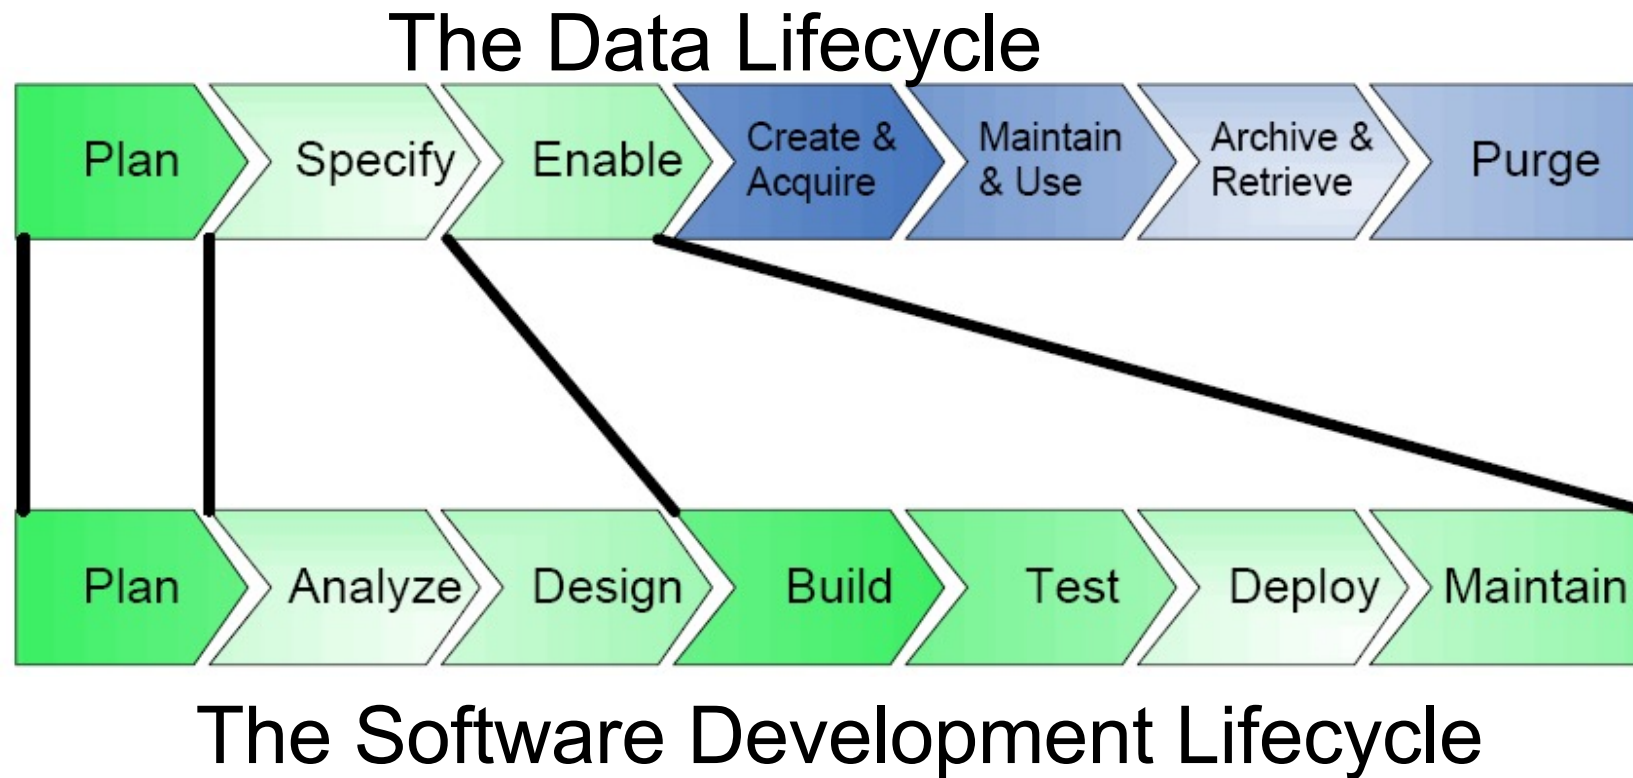 The Data Lifecycle
Plan
Specify
Enable
Create &
Acquire
Maintain
& Use
Archive &
Retrieve
Purge
Plan
Analyze
Design
Build
Test
Deploy
Maintain
The Software Development Lifecycle